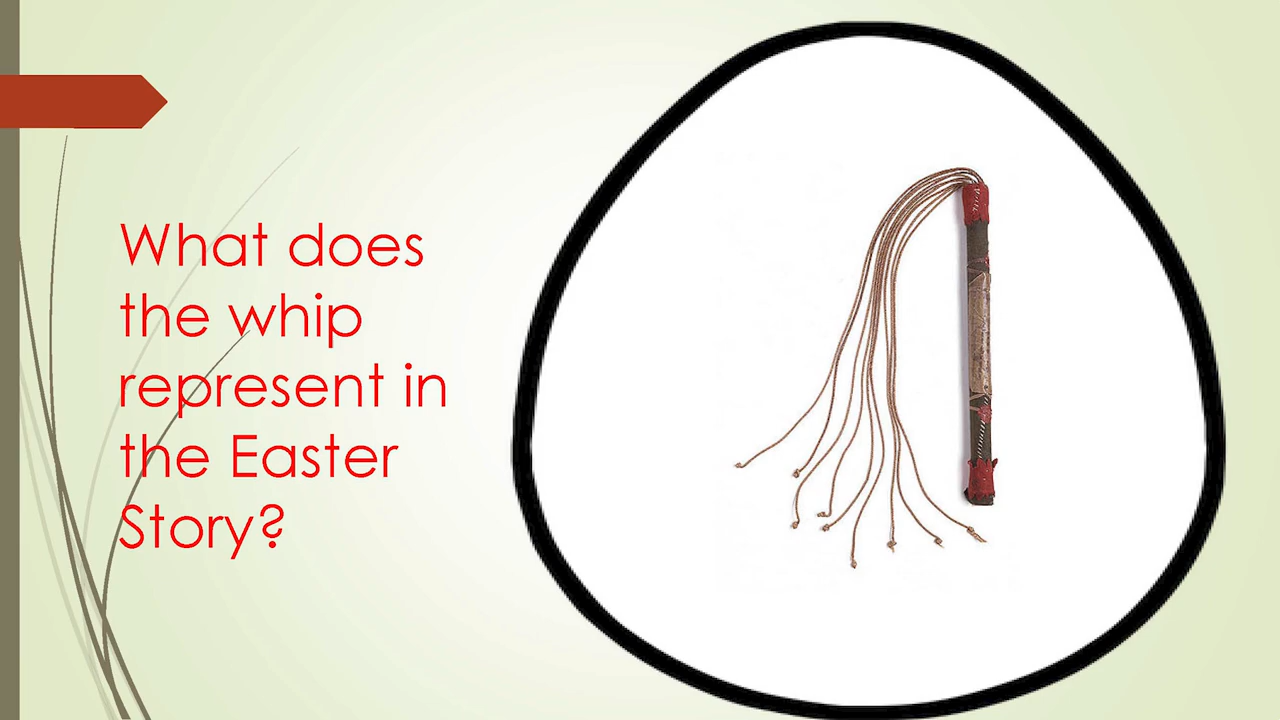 What does
the whip
represent in
the Easter
Story?